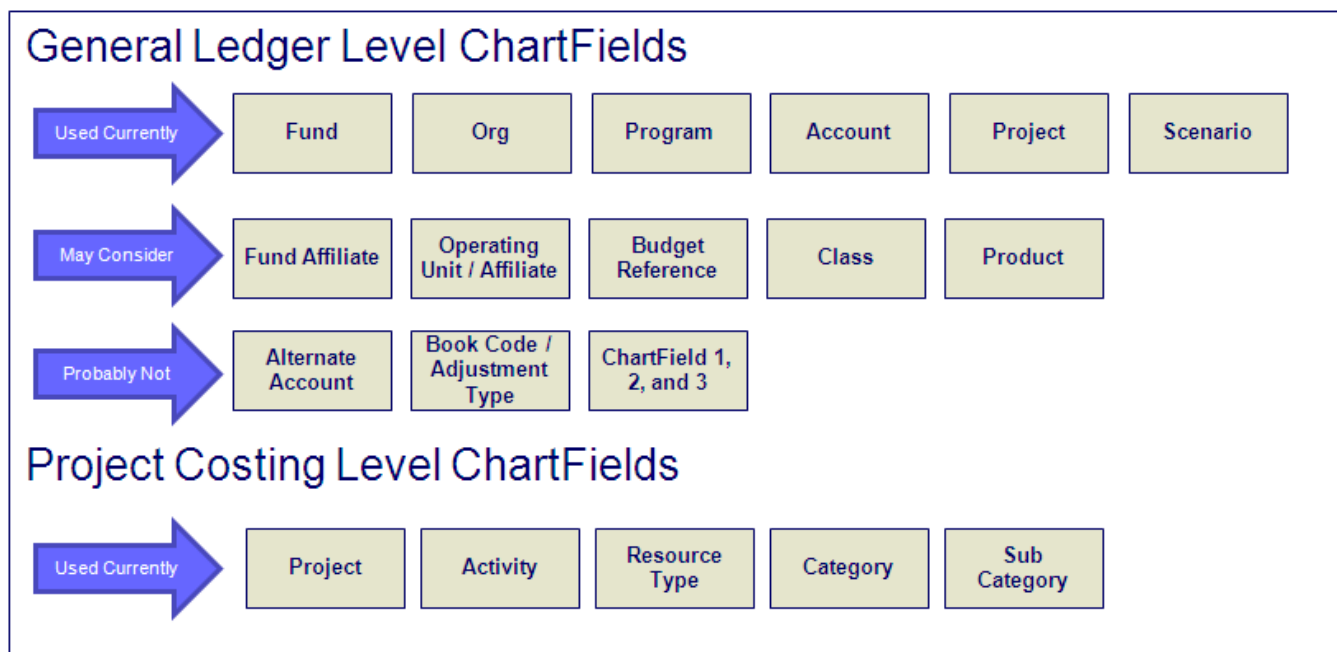 General Ledger Level ChartFields
Used Currently
Fund
Org
Program
Account
Project
Scenario
May Consider
Fund Affiliate
Operating
Unit / Affiliate
Budget
Reference
Class
Product
Probably Not
Alternate
Account
Book Code /
Adjustment
Type
ChartField 1,
2, and 3
Project Costing Level ChartFields
Used Currently
Project
Activity
Resource
Type
Category
Sub
Category